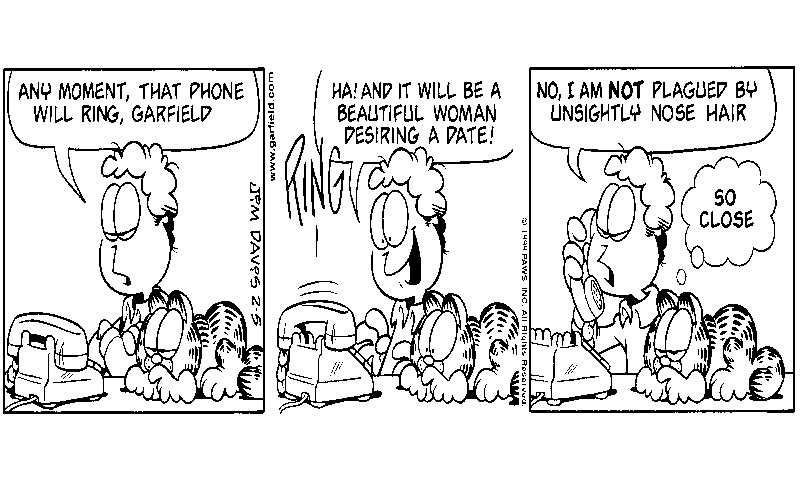 ANY MOMENT, THAT PHONE
WILL RING, GARFIELD
JIM DAVIS 2-5
www.garfield.com
RING!
HA! AND IT WILL BE A
BEAUTIFUL WOMAN
DESIRING A DATE!
© 1994 PAWS, INC. All Rights Reserved.
NO, I AM NOT PLAGUED BY
UNSIGHTLY NOSE HAIR
SO
CLOSE